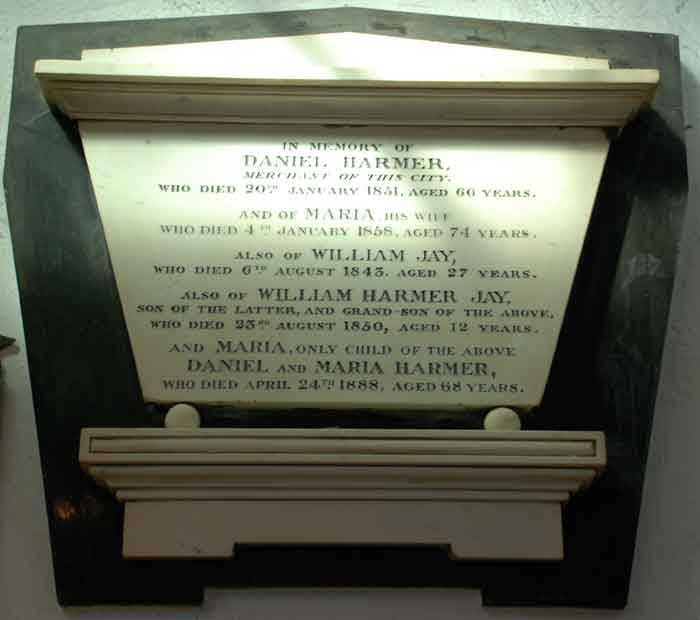 IN MEMORY OF
DANIEL HARMER,
MERCHANT OF THIS CITY,
WHO DIED 20TH JANUARY 1851, AGED 66 YEARS.
AND OF MARIA, HIS WIFE
WHO DIED 4TH JANUARY 1858, AGED 74 YEARS.
ALSO OF WILLIAM JAY,
WHO DIED 6TH AUGUST 1843. AGED 27 YEARS.
ALSO OF WILLIAM HARMER JAY,
SON OF THE LATTER, AND GRAND-SON OF THE ABOVE,
WHO DIED 23RD AUGUST 1850, AGED 12 YEARS.
AND MARIA, ONLY CHILD OF THE ABOVE
DANIEL AND MARIA HARMER,
WHO DIED APRIL 24TH 1888, AGED 68 YEARS.